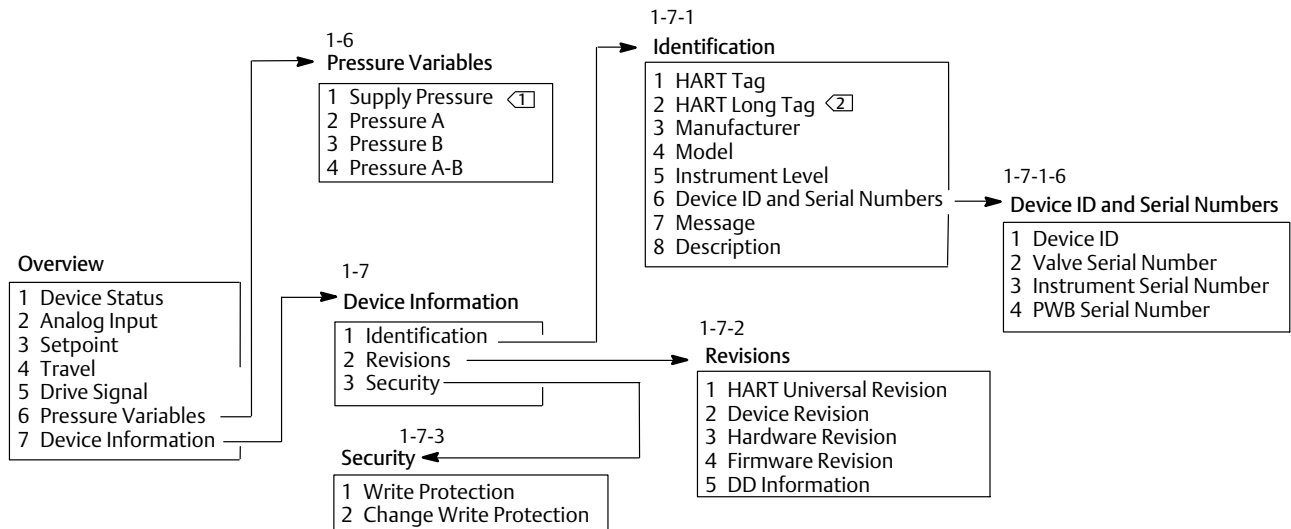 1-6
Pressure Variables
1 Supply Pressure 1
2 Pressure A
3 Pressure B
4 Pressure A-B
1-7-1
Identification
1 HART Tag
2 HART Long Tag 2
3 Manufacturer
4 Model
5 Instrument Level
6 Device ID and Serial Numbers
7 Message
8 Description
1-7-1-6
Device ID and Serial Numbers
1 Device ID
2 Valve Serial Number
3 Instrument Serial Number
4 PWB Serial Number
Overview
1 Device Status
2 Analog Input
3 Setpoint
4 Travel
5 Drive Signal
6 Pressure Variables
7 Device Information
1-7
Device Information
1 Identification
2 Revisions
3 Security
1-7-2
Revisions
1 HART Universal Revision
2 Device Revision
3 Hardware Revision
4 Firmware Revision
5 DD Information
1-7-3
Security
1 Write Protection
2 Change Write Protection